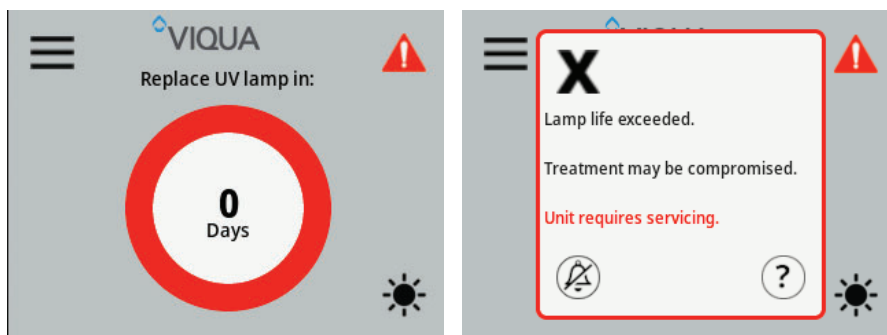 VIQUA
Replace UV lamp in:
0
Days
X
Lamp life exceeded.
Treatment may be compromised.
Unit requires servicing.
?